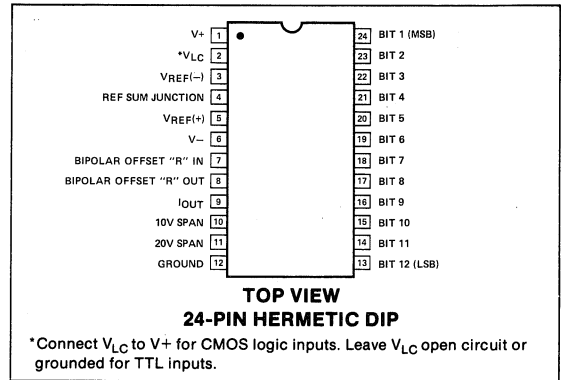 V+ 1 24 BIT 1 (MSB)
*VLC 2 23 BIT 2
VREF(−) 3 22 BIT 3
REF SUM JUNCTION 4 21 BIT 4
VREF(+) 5 20 BIT 5
V− 6 19 BIT 6
BIPOLAR OFFSET "R" IN 7 18 BIT 7
BIPOLAR OFFSET "R" OUT 8 17 BIT 8
IOUT 9 16 BIT 9
10V SPAN 10 15 BIT 10
20V SPAN 11 14 BIT 11
GROUND 12 13 BIT 12 (LSB)
TOP VIEW
24-PIN HERMETIC DIP
*Connect VLC to V+ for CMOS logic inputs. Leave VLC open circuit or
grounded for TTL inputs.